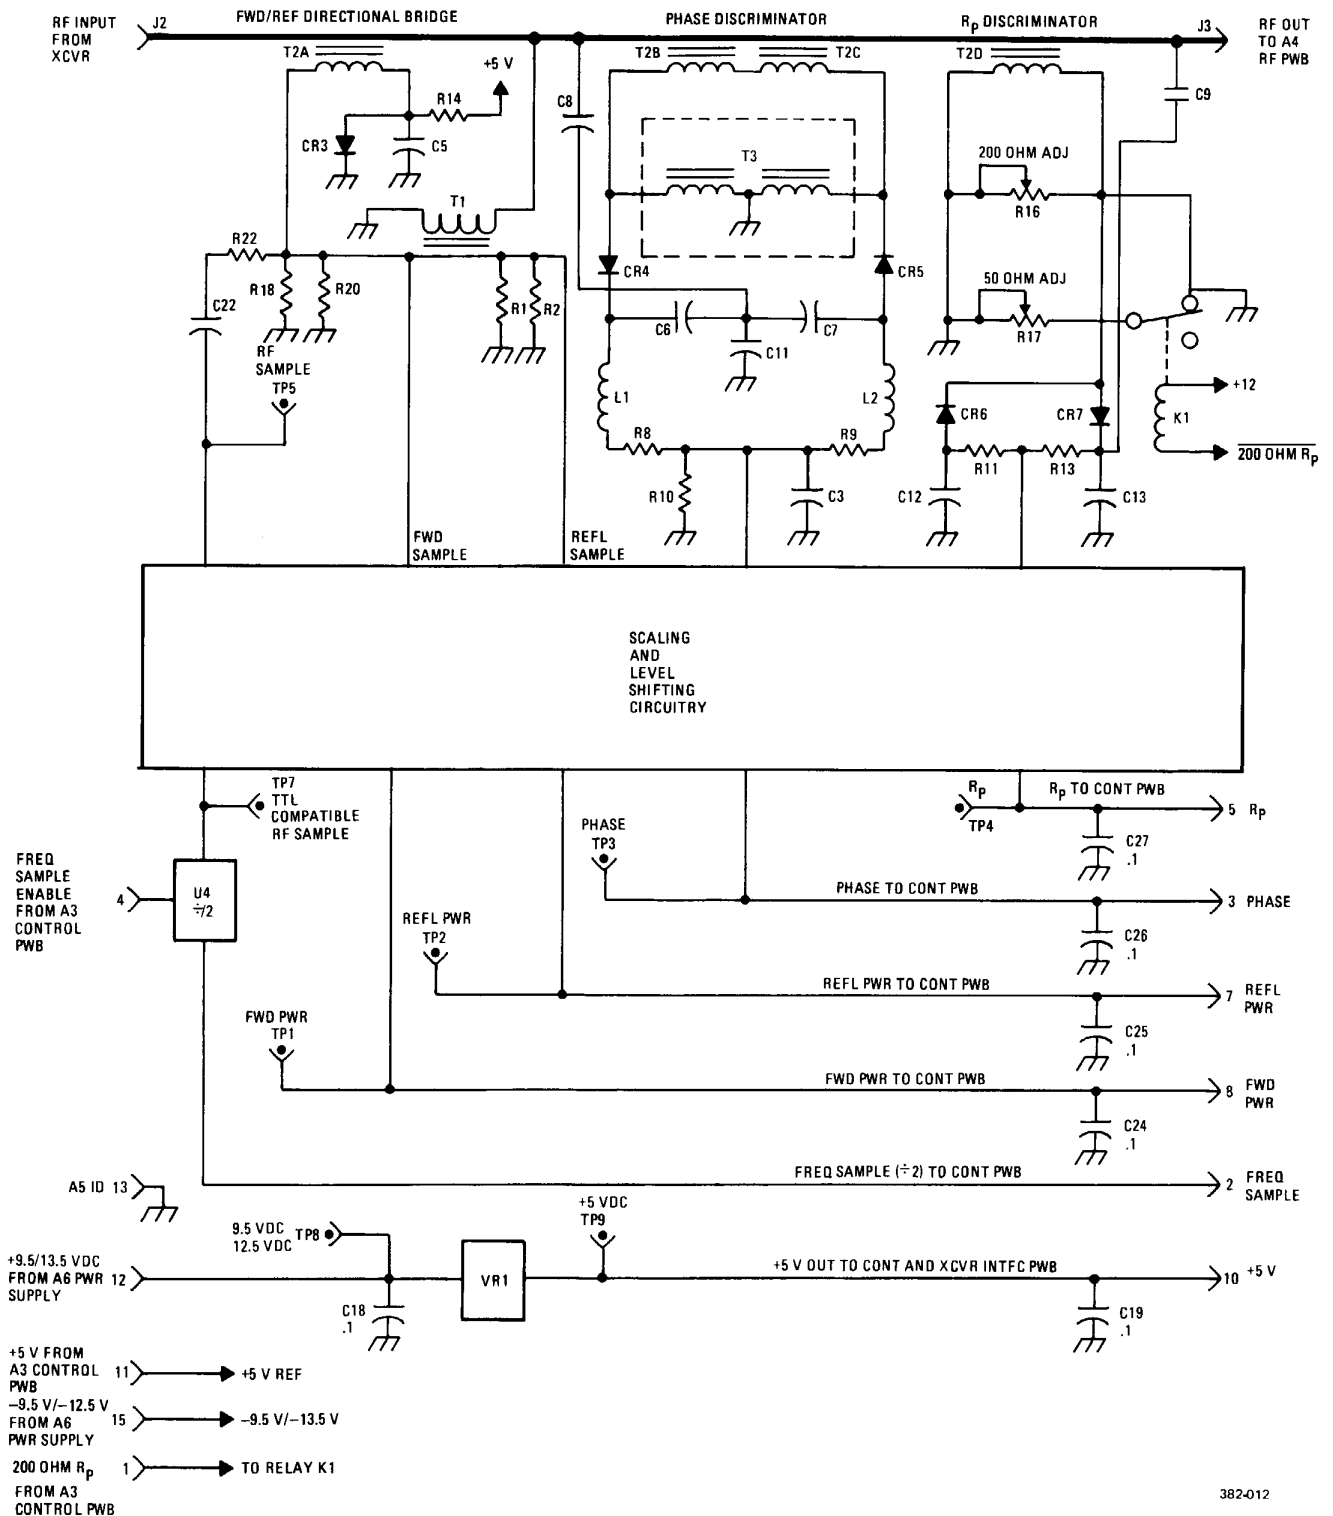 RF INPUT
FROM
XCVR
J2
FWD/REF DIRECTIONAL BRIDGE
PHASE DISCRIMINATOR
Rp DISCRIMINATOR
J3
RF OUT
TO A4
RF PWB
T2A
+5 V
T2B
T2C
T2D
R14
C8
C9
CR3
C5
T3
200 OHM ADJ
R16
T1
R22
CR4
CR5
50 OHM ADJ
R18
R20
R1
R2
C22
C6
C7
R17
C11
RF
SAMPLE
TP5
L1
L2
+12
CR6
CR7
K1
R8
R9
200 OHM Rp
R11
R13
R10
C3
C12
C13
FWD
SAMPLE
REFL
SAMPLE
SCALING
AND
LEVEL
SHIFTING
CIRCUITRY
TP7
TTL
COMPATIBLE
RF SAMPLE
Rp
TP4
Rp TO CONT PWB
5 Rp
PHASE
TP3
C27
.1
FREQ
SAMPLE
ENABLE
FROM A3
CONTROL
PWB
4
U4
÷/2
PHASE TO CONT PWB
3 PHASE
REFL PWR
TP2
C26
.1
REFL PWR TO CONT PWB
7 REFL
PWR
FWD PWR
TP1
C25
.1
FWD PWR TO CONT PWB
8 FWD
PWR
C24
.1
FREQ SAMPLE (÷2) TO CONT PWB
2 FREQ
SAMPLE
A5 ID 13
9.5 VDC
12.5 VDC
TP8
+5 VDC
TP9
+9.5/13.5 VDC
FROM A6 PWR 12
SUPPLY
VR1
+5 V OUT TO CONT AND XCVR INTFC PWB
10 +5 V
C18
.1
C19
.1
+5 V FROM
A3 CONTROL 11
PWB
+5 V REF
–9.5 V/–12.5 V
FROM A6 15
PWR SUPPLY
–9.5 V/–13.5 V
200 OHM Rp 1
TO RELAY K1
FROM A3
CONTROL PWB
382-012